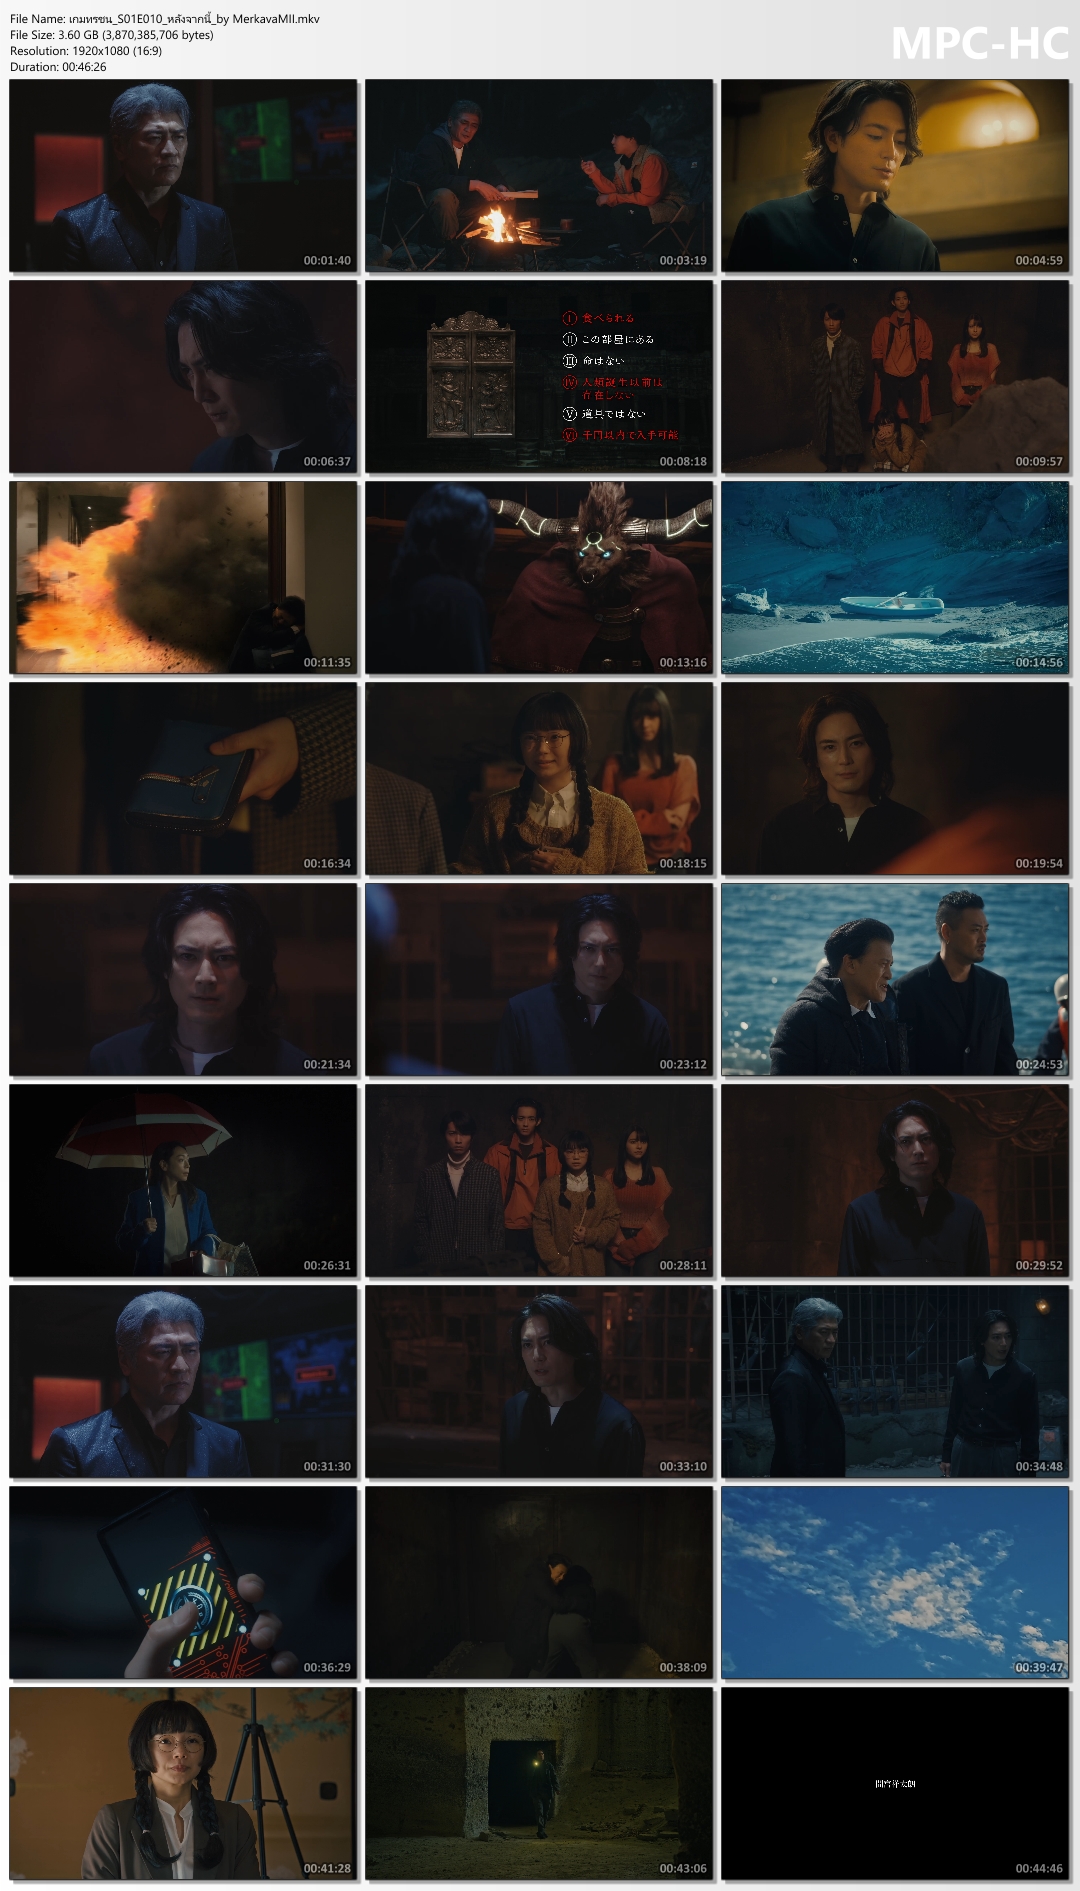 File Name: เกมทรชน_S01E010_หลังจากนี้_by MerkavaMII.mkv
File Size: 3.60 GB (3,870,385,706 bytes)
Resolution: 1920x1080 (16:9)
Duration: 00:46:26
MPC-HC
00:01:40
00:03:19
00:04:59
00:06:37
Ⅰ 食べられる
Ⅱ この部屋にある
Ⅲ 命はない
Ⅳ 人類誕生以前は
存在しない
Ⅴ 道具ではない
Ⅵ 千円以内で入手可能
00:08:18
00:09:57
00:11:35
00:13:16
00:14:56
00:16:34
00:18:15
00:19:54
00:21:34
00:23:12
00:24:53
00:26:31
00:28:11
00:29:52
00:31:30
00:33:10
00:34:48
00:36:29
00:38:09
00:39:47
00:41:28
00:43:06
間宮祥太朗
00:44:46